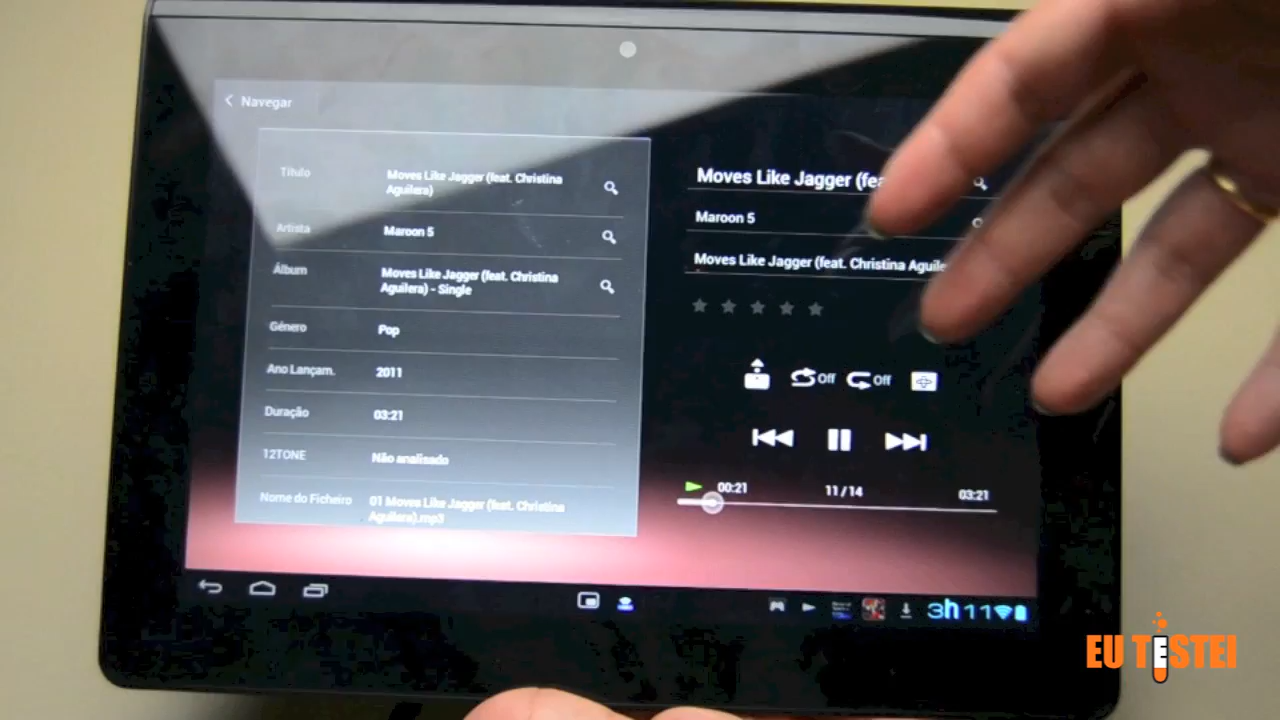 Navegar
Título
Moves Like Jagger (feat. Christina
Aguilera)
Artista
Maroon 5
Álbum
Moves Like Jagger (feat. Christina
Aguilera) - Single
Género
Pop
Ano Lançam.
2011
Duração
03:21
12TONE
Não analisado
Nome do Ficheiro
01 Moves Like Jagger (feat. Christina
Aguilera).mp3
Moves Like Jagger (fea
Maroon 5
Moves Like Jagger (feat. Christina Aguile
Off
Off
00:21
11/14
03:21
3h11
EU TESTEI